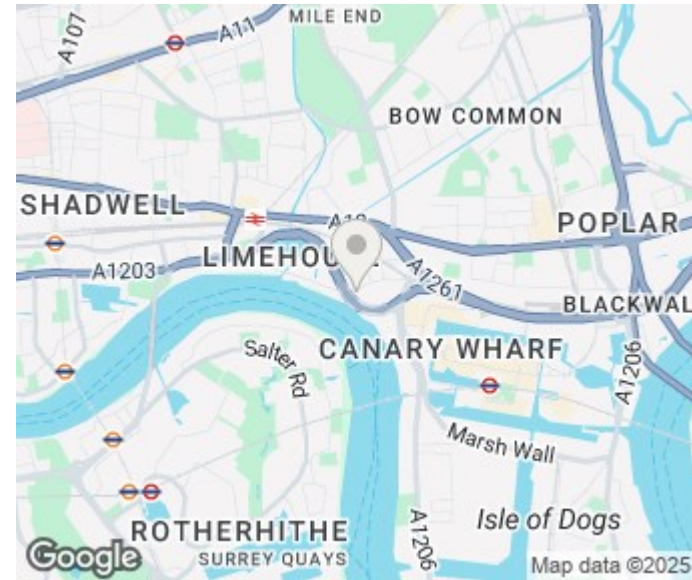 MILE END
A107
A11
BOW COMMON
SHADWELL
POPLAR
LIMEHOU
A1203
A1261
BLACKWAL
CANARY WHARF
Salter Rd
A1206
Marsh Wall
Isle of Dogs
ROTHERHITHE
A1206
SURREY QUAYS
Google
Map data ©2025